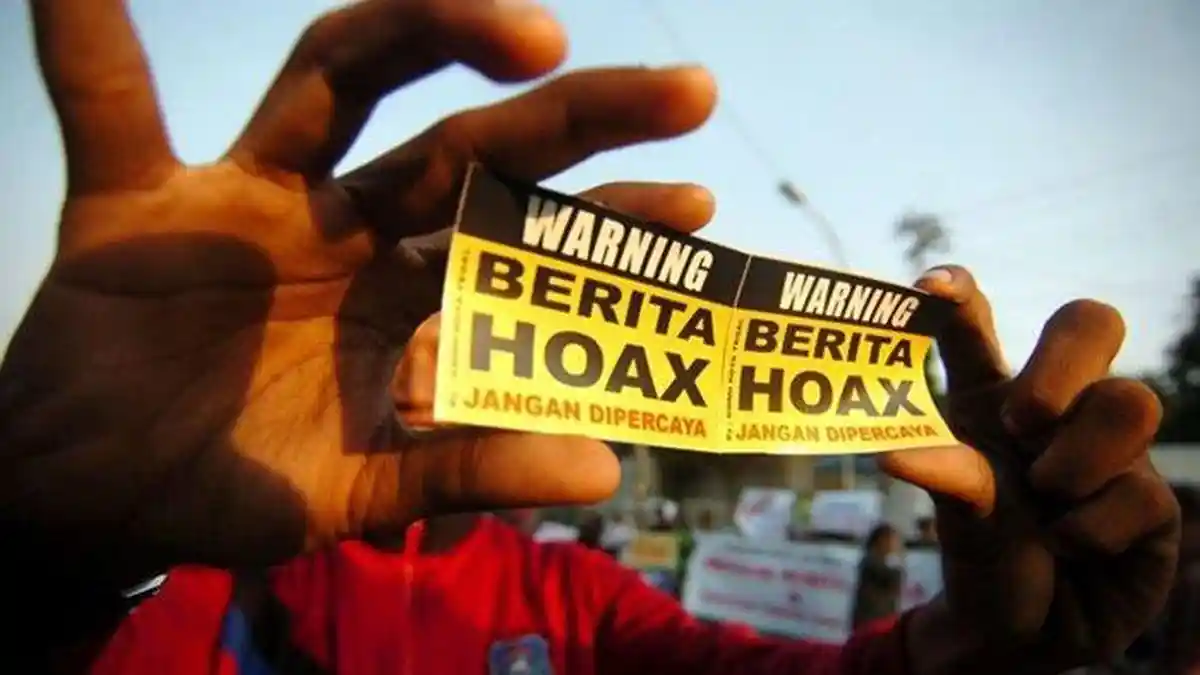 WARNING
BERITA
HOAX
JANGAN DIPERCAYA
WARNING
BERITA
HOAX
JANGAN DIPERCAYA